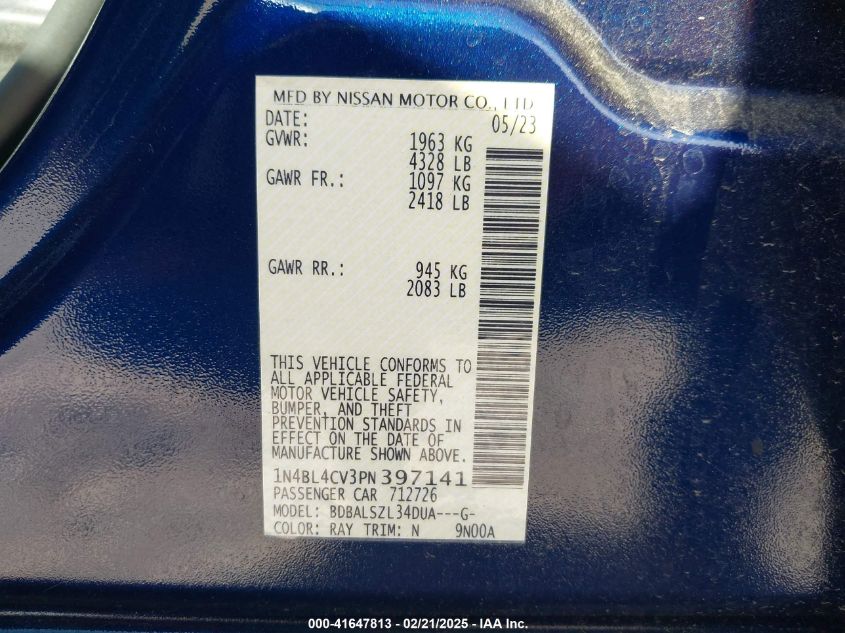 MFD BY NISSAN MOTOR CO., LTD
DATE: 05/23
GVWR: 1963 KG
4328 LB
GAWR FR.: 1097 KG
2418 LB
GAWR RR.: 945 KG
2083 LB
THIS VEHICLE CONFORMS TO
ALL APPLICABLE FEDERAL
MOTOR VEHICLE SAFETY,
BUMPER, AND THEFT
PREVENTION STANDARDS IN
EFFECT ON THE DATE OF
MANUFACTURE SHOWN ABOVE.
1N4BL4CV3PN397141
PASSENGER CAR 712726
MODEL: BDBALSZL34DUA---G-
COLOR: RAY TRIM: N 9N00A
000-41647813 - 02/21/2025 - IAA Inc.